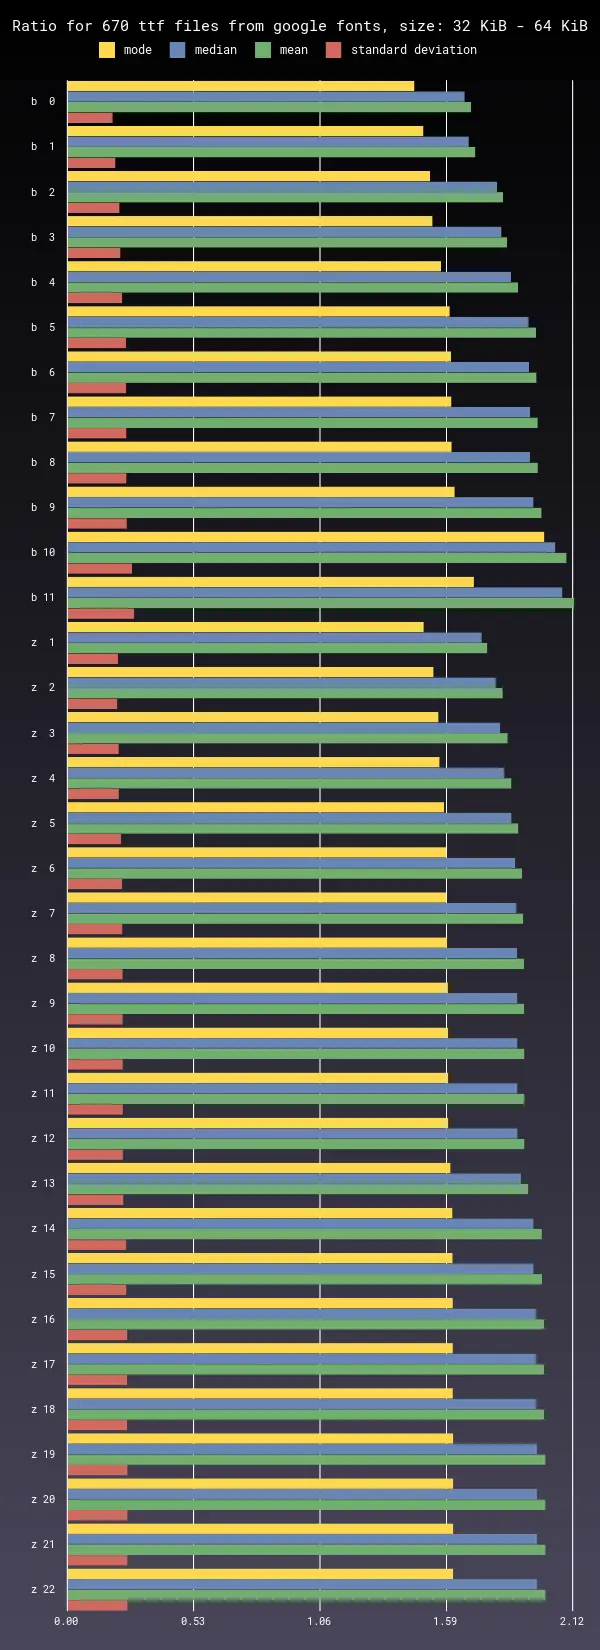 Ratio for 670 ttf files from google fonts, size: 32 KiB - 64 KiB
mode median mean standard deviation
b 0
b 1
b 2
b 3
b 4
b 5
b 6
b 7
b 8
b 9
b 10
b 11
z 1
z 2
z 3
z 4
z 5
z 6
z 7
z 8
z 9
z 10
z 11
z 12
z 13
z 14
z 15
z 16
z 17
z 18
z 19
z 20
z 21
z 22
0.00 0.53 1.06 1.59 2.12